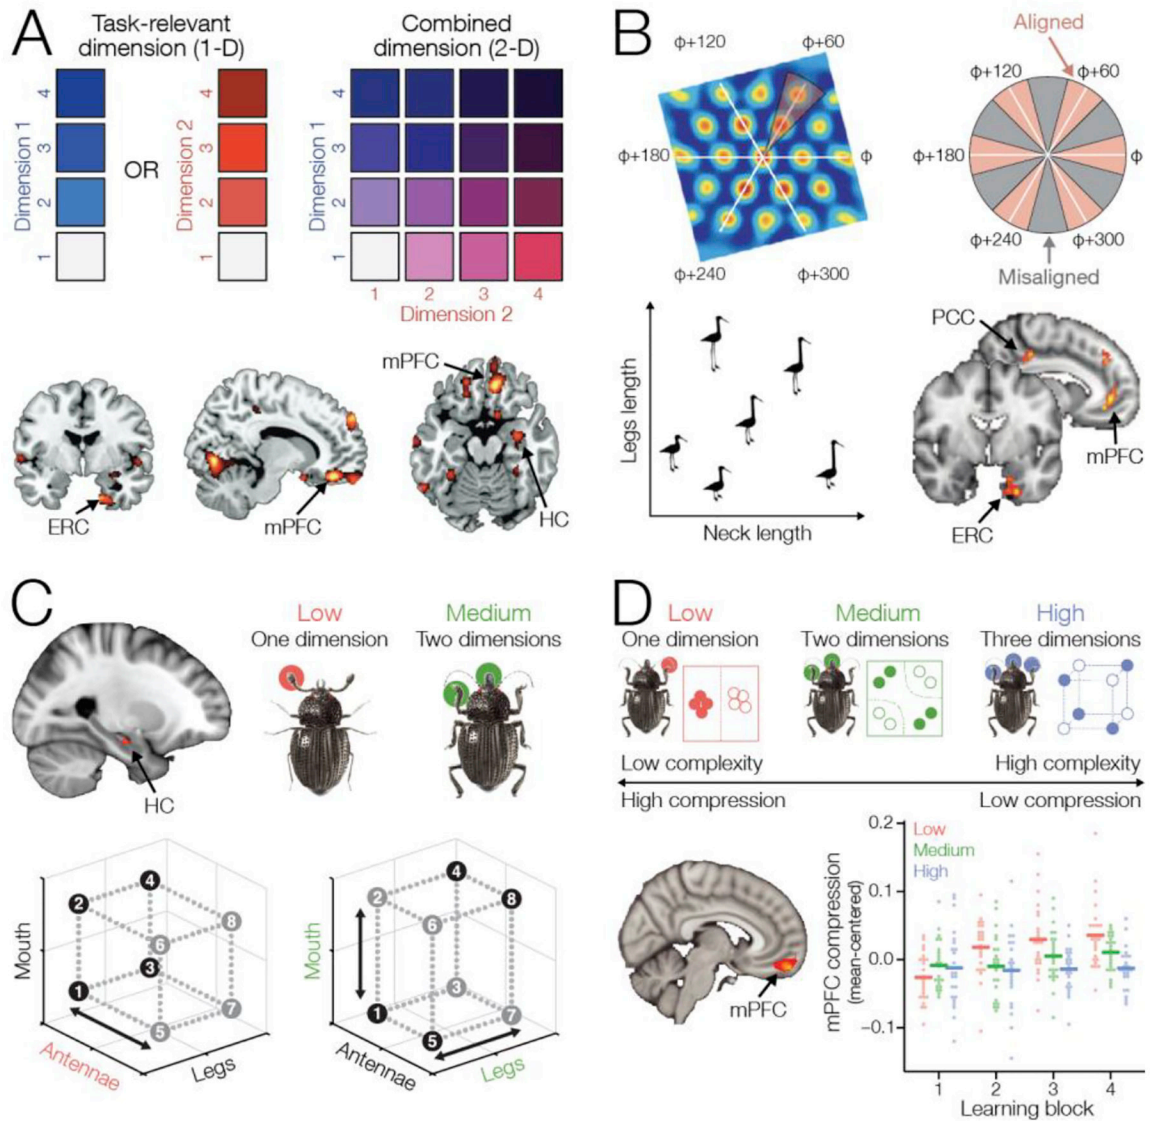 A
Task-relevant
dimension (1-D)
Combined
dimension (2-D)
Dimension 1
4
3
2
1
OR
Dimension 2
4
3
2
1
Dimension 1
4
3
2
1
1 2 3 4
Dimension 2
ERC
mPFC
mPFC
HC
B
ϕ+120
ϕ+60
ϕ+180
ϕ
ϕ+240
ϕ+300
Aligned
ϕ+120
ϕ+60
ϕ+180
ϕ
ϕ+240
ϕ+300
Misaligned
Legs length
Neck length
PCC
mPFC
ERC
C
HC
Low
One dimension
Medium
Two dimensions
Mouth
4
2
8
6
3
1
7
5
Antennae
Legs
Mouth
4
2
8
6
3
1
7
5
Antennae
Legs
D
Low
One dimension
Medium
Two dimensions
High
Three dimensions
Low complexity
High complexity
High compression
Low compression
mPFC
mPFC compression
(mean-centered)
0.2
0.1
0.0
−0.1
Low
Medium
High
1 2 3 4
Learning block